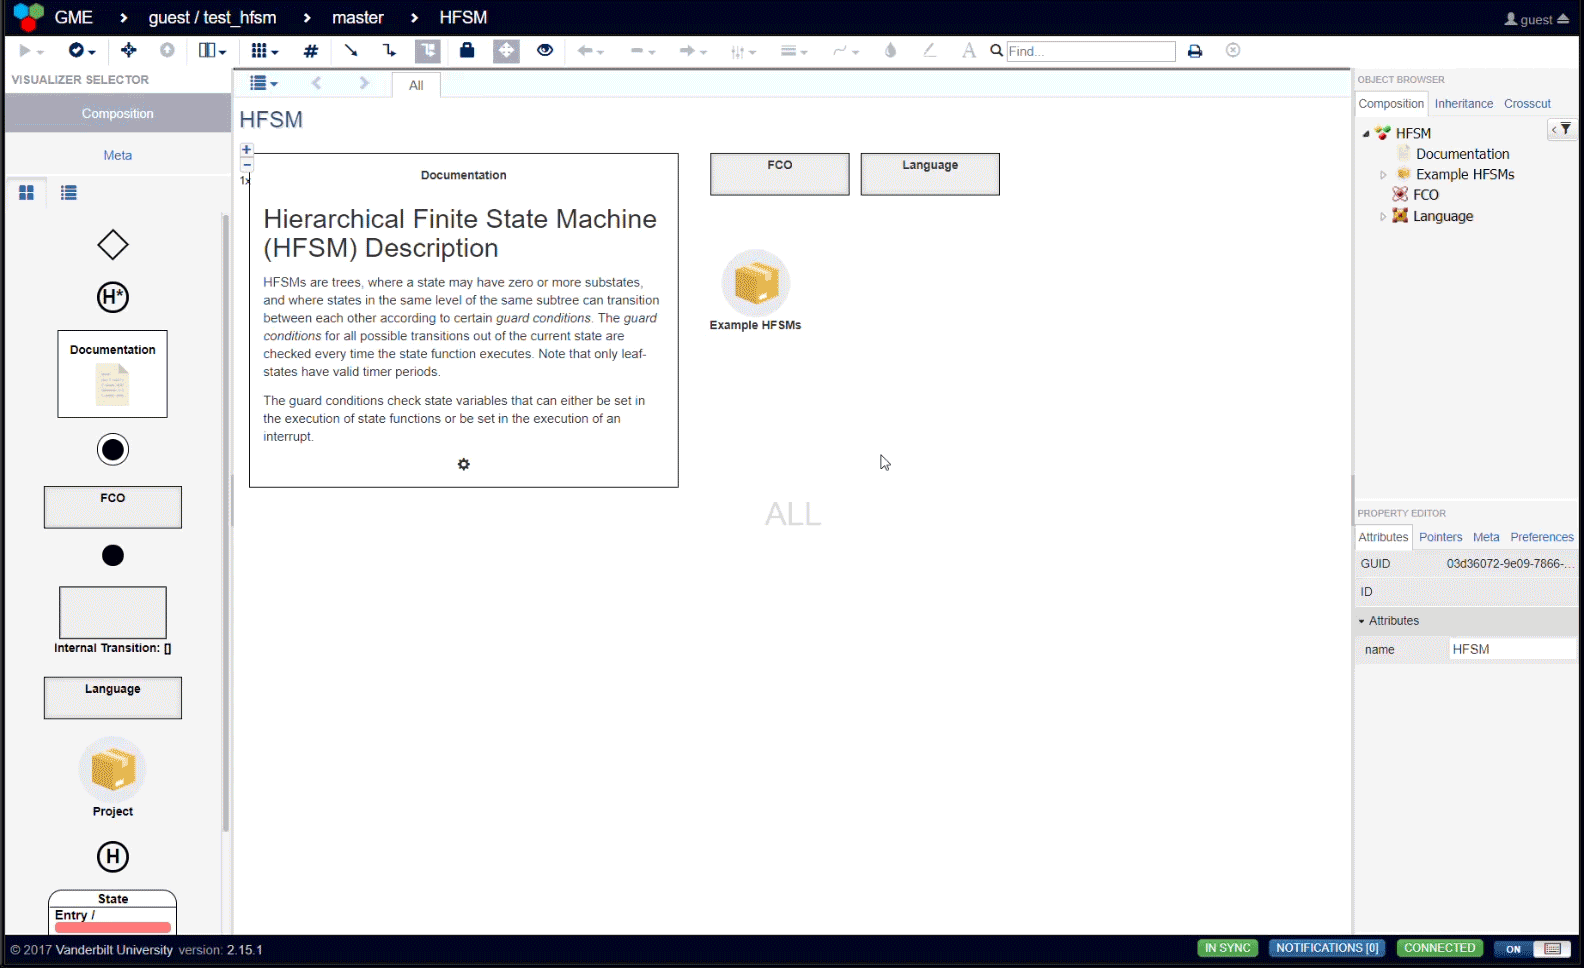 GME guest / test_hfsm master HFSM guest
Find...
VISUALIZER SELECTOR
Composition
Meta
H*
Documentation
FCO
Internal Transition: []
Language
Project
H
State
Entry /
All
HFSM
+
−
1x
Documentation
Hierarchical Finite State Machine
(HFSM) Description
HFSMs are trees, where a state may have zero or more substates,
and where states in the same level of the same subtree can transition
between each other according to certain guard conditions. The guard
conditions for all possible transitions out of the current state are
checked every time the state function executes. Note that only leaf-
states have valid timer periods.
The guard conditions check state variables that can either be set in
the execution of state functions or be set in the execution of an
interrupt.
FCO
Language
Example HFSMs
ALL
OBJECT BROWSER
Composition Inheritance Crosscut
HFSM
Documentation
Example HFSMs
FCO
Language
PROPERTY EDITOR
Attributes Pointers Meta Preferences
GUID 03d36072-9e09-7866-...
ID
Attributes
name HFSM
© 2017 Vanderbilt University version: 2.15.1
IN SYNC NOTIFICATIONS [0] CONNECTED ON